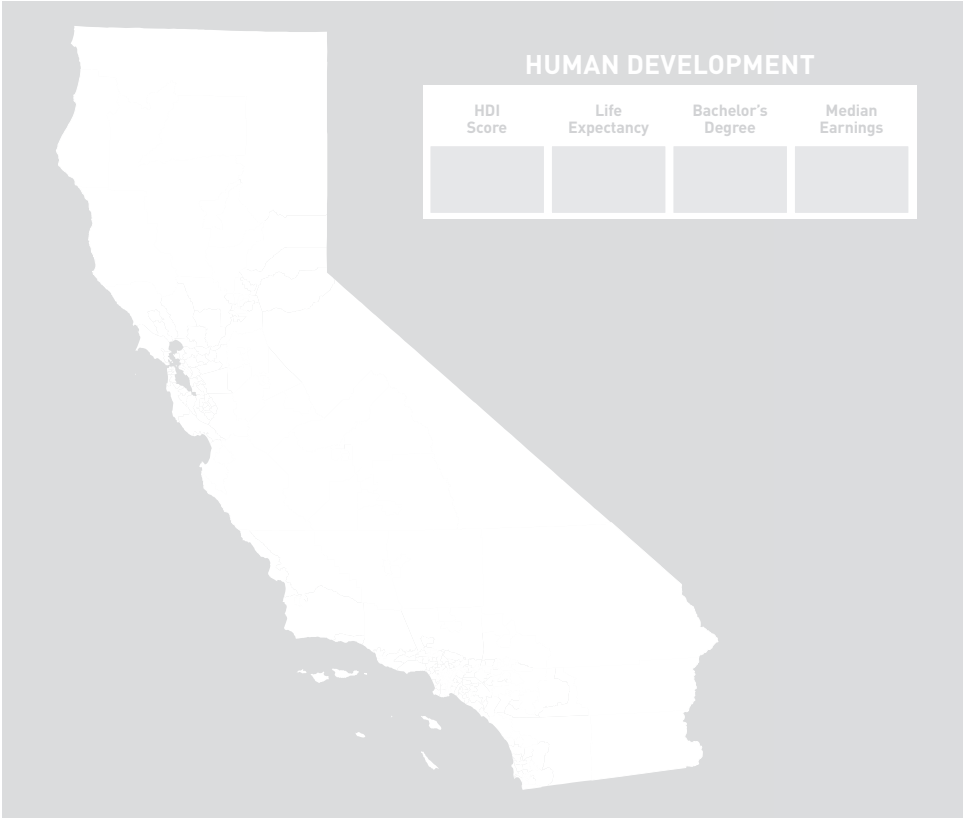 HUMAN DEVELOPMENT
HDI
Score
Life
Expectancy
Bachelor's
Degree
Median
Earnings